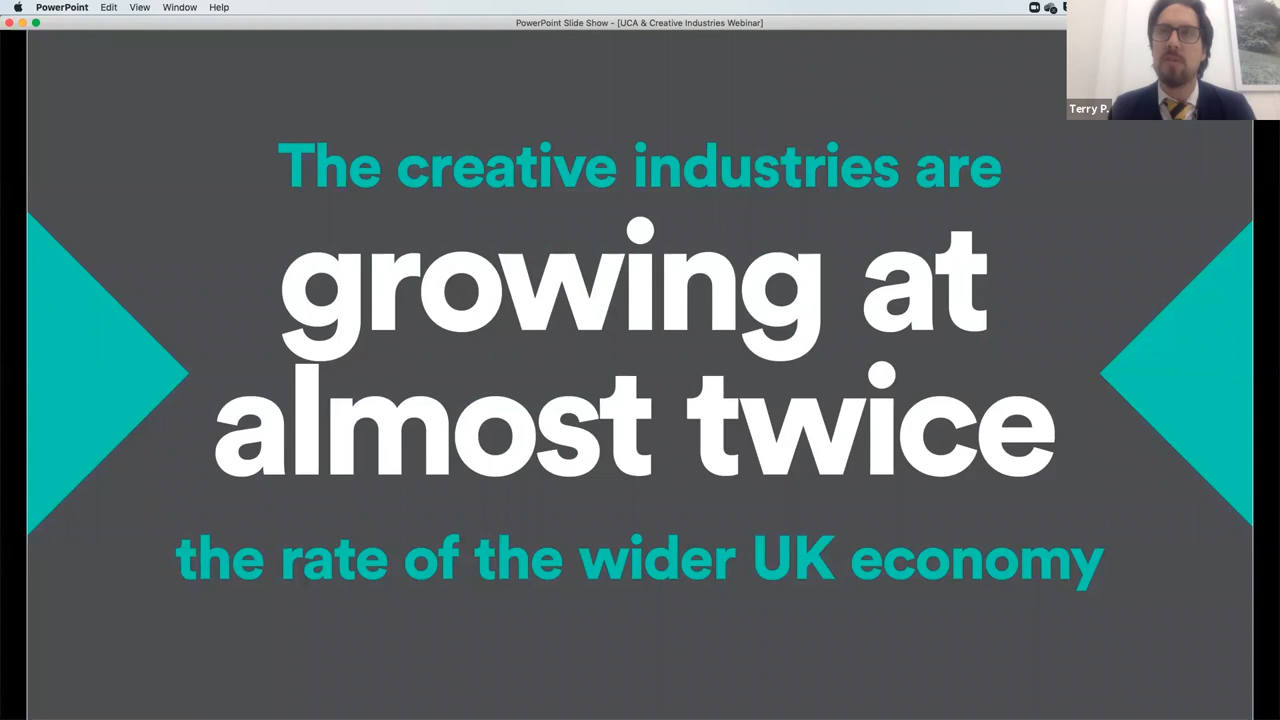 PowerPoint Edit View Window Help
PowerPoint Slide Show - [UCA & Creative Industries Webinar]
Terry P.
The creative industries are
growing at
almost twice
the rate of the wider UK economy